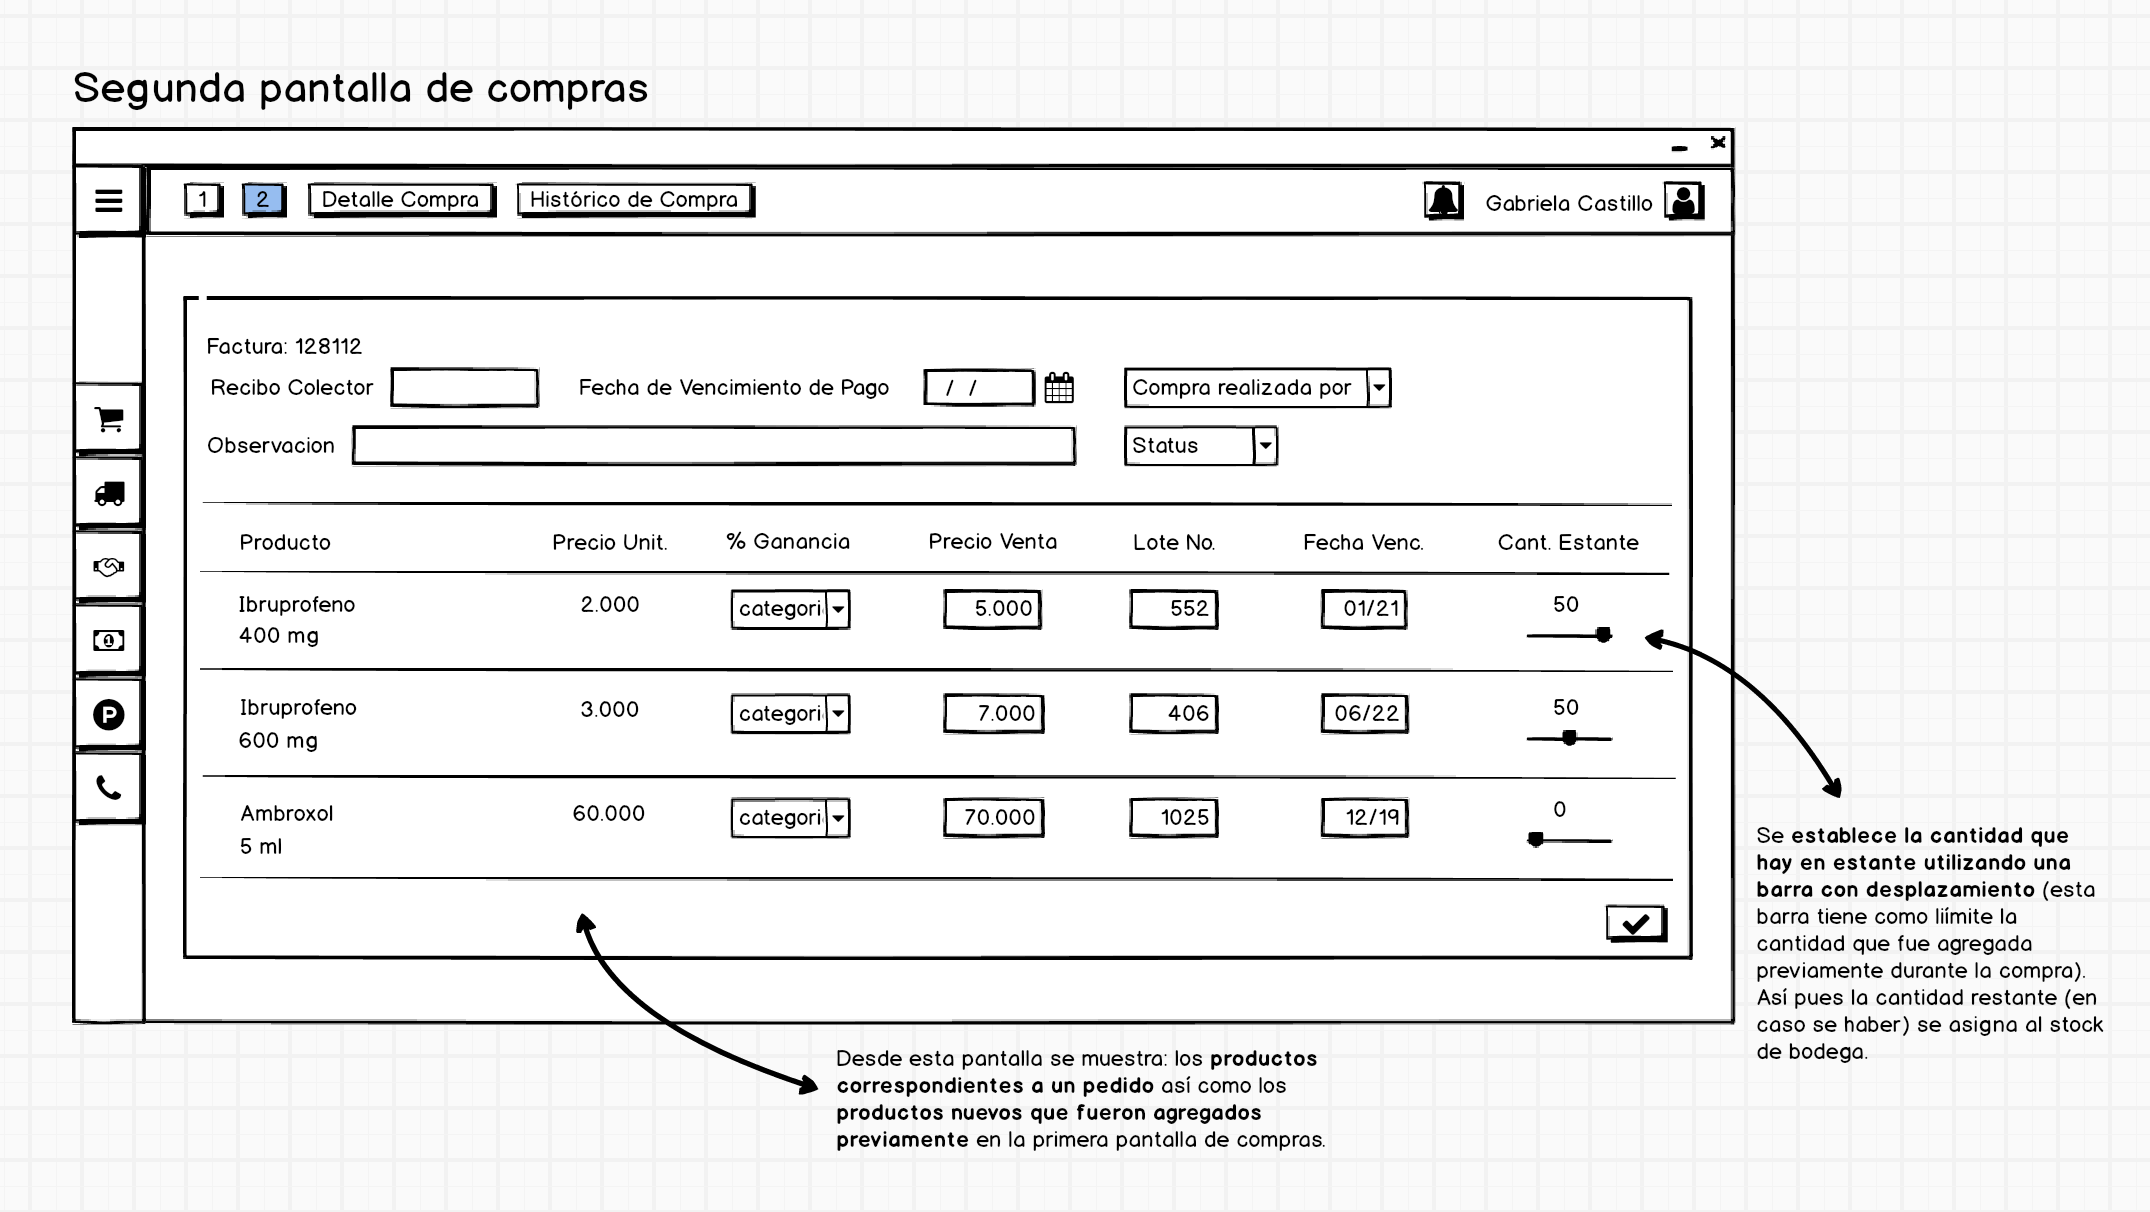 Segunda pantalla de compras
1 2 Detalle Compra Histórico de Compra Gabriela Castillo
Factura: 128112
Recibo Colector Fecha de Vencimiento de Pago / / Compra realizada por
Observacion Status
Producto Precio Unit. % Ganancia Precio Venta Lote No. Fecha Venc. Cant. Estante
Ibruprofeno 2.000 categori 5.000 552 01/21 50
400 mg
Ibruprofeno 3.000 categori 7.000 406 06/22 50
600 mg
Ambroxol 60.000 categori 70.000 1025 12/19 0
5 ml
P
Se establece la cantidad que
hay en estante utilizando una
barra con desplazamiento (esta
barra tiene como liímite la
cantidad que fue agregada
previamente durante la compra).
Así pues la cantidad restante (en
caso se haber) se asigna al stock
de bodega.
Desde esta pantalla se muestra: los productos
correspondientes a un pedido así como los
productos nuevos que fueron agregados
previamente en la primera pantalla de compras.